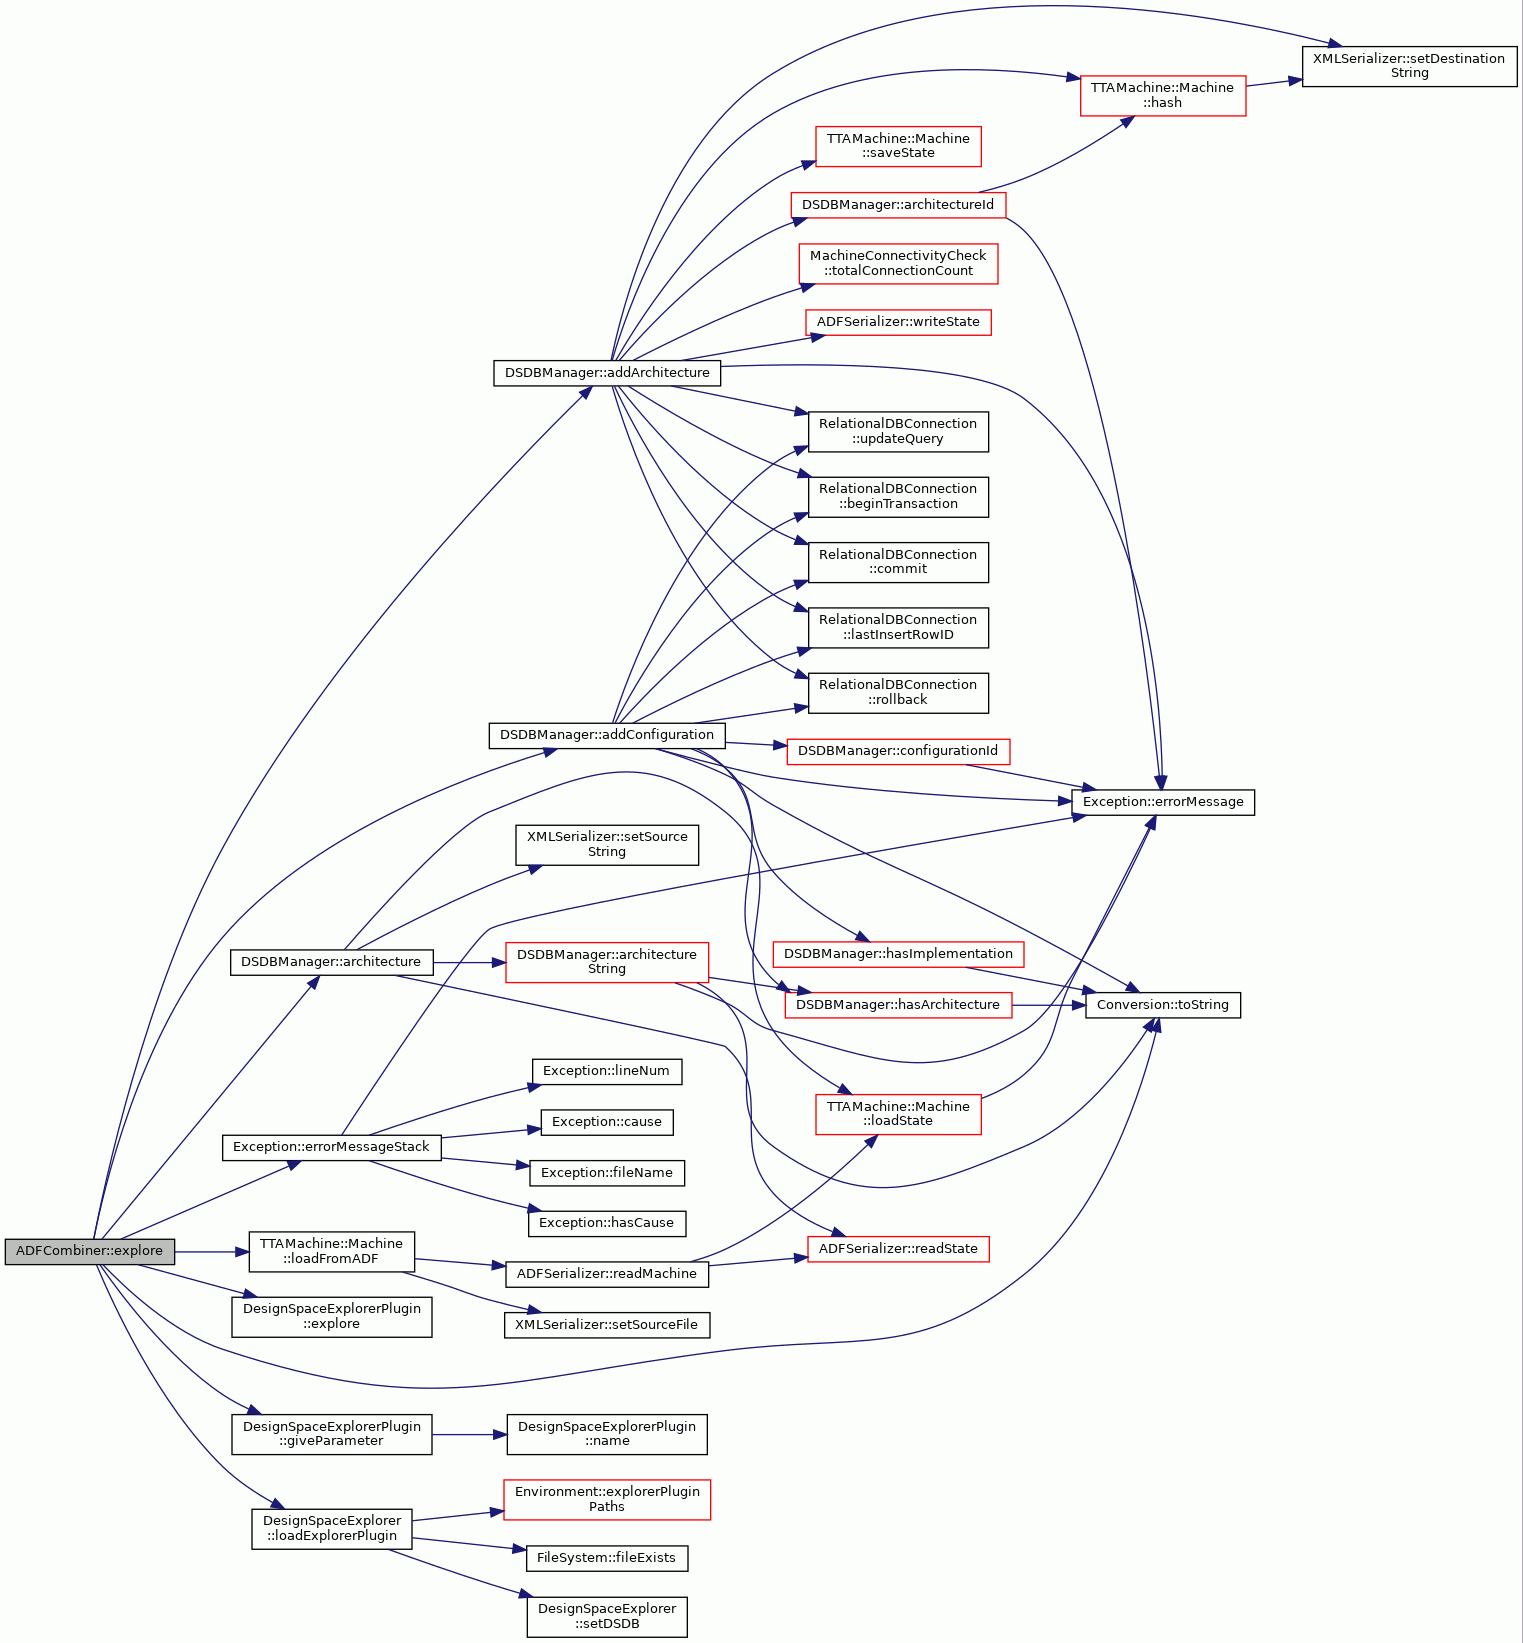 XMLSerializer::setDestination
String
TTAMachine::Machine
::hash
TTAMachine::Machine
::saveState
DSDBManager::architectureId
MachineConnectivityCheck
::totalConnectionCount
ADFSerializer::writeState
DSDBManager::addArchitecture
RelationalDBConnection
::updateQuery
RelationalDBConnection
::beginTransaction
RelationalDBConnection
::commit
RelationalDBConnection
::lastInsertRowID
RelationalDBConnection
::rollback
DSDBManager::addConfiguration
DSDBManager::configurationId
Exception::errorMessage
XMLSerializer::setSource
String
DSDBManager::architecture
DSDBManager::architecture
String
DSDBManager::hasImplementation
DSDBManager::hasArchitecture
Conversion::toString
Exception::lineNum
TTAMachine::Machine
::loadState
Exception::cause
Exception::errorMessageStack
Exception::fileName
Exception::hasCause
ADFCombiner::explore
TTAMachine::Machine
::loadFromADF
ADFSerializer::readState
ADFSerializer::readMachine
DesignSpaceExplorerPlugin
::explore
XMLSerializer::setSourceFile
DesignSpaceExplorerPlugin
::giveParameter
DesignSpaceExplorerPlugin
::name
Environment::explorerPlugin
Paths
DesignSpaceExplorer
::loadExplorerPlugin
FileSystem::fileExists
DesignSpaceExplorer
::setDSDB